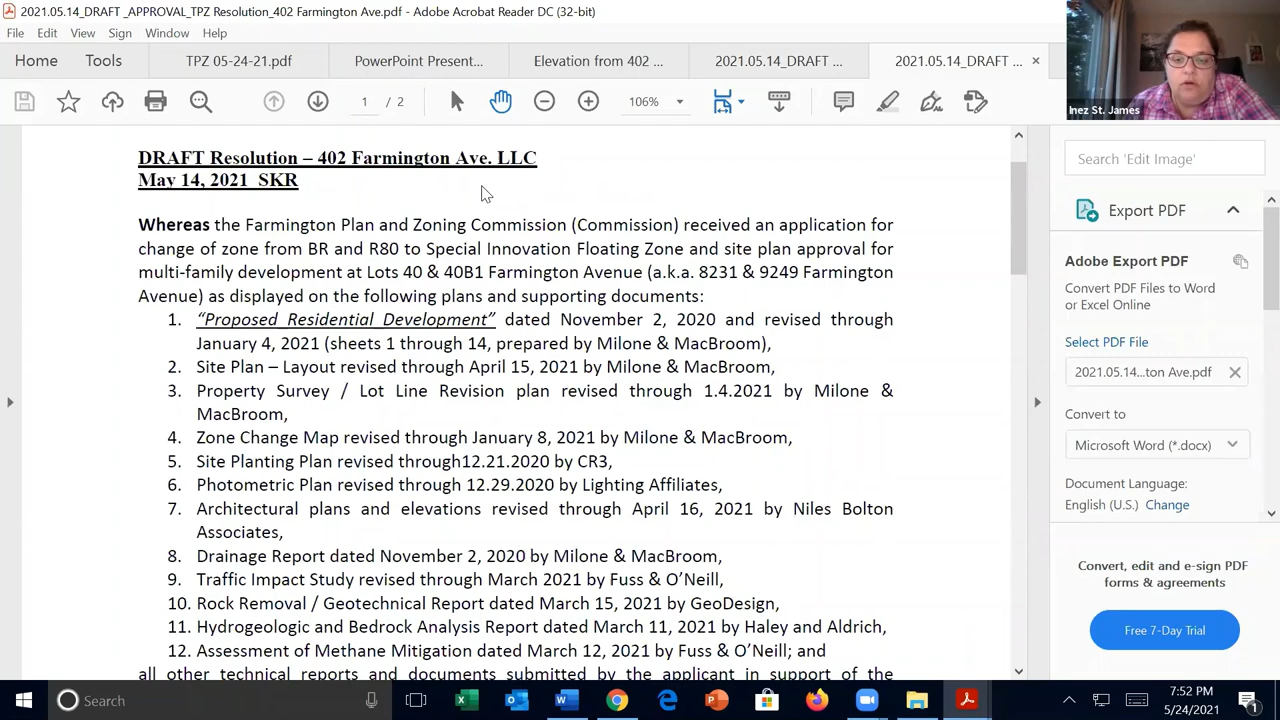 2021.05.14_DRAFT _APPROVAL_TPZ Resolution_402 Farmington Ave.pdf - Adobe Acrobat Reader DC (32-bit)
File Edit View Sign Window Help
Home Tools TPZ 05-24-21.pdf PowerPoint Present... Elevation from 402 ... 2021.05.14_DRAFT ... 2021.05.14_DRAFT ... ×
1 / 2 106%
Inez St. James
DRAFT Resolution – 402 Farmington Ave. LLC
May 14, 2021 SKR
Whereas the Farmington Plan and Zoning Commission (Commission) received an application for
change of zone from BR and R80 to Special Innovation Floating Zone and site plan approval for
multi-family development at Lots 40 & 40B1 Farmington Avenue (a.k.a. 8231 & 9249 Farmington
Avenue) as displayed on the following plans and supporting documents:
1. "Proposed Residential Development" dated November 2, 2020 and revised through
January 4, 2021 (sheets 1 through 14, prepared by Milone & MacBroom),
2. Site Plan – Layout revised through April 15, 2021 by Milone & MacBroom,
3. Property Survey / Lot Line Revision plan revised through 1.4.2021 by Milone &
MacBroom,
4. Zone Change Map revised through January 8, 2021 by Milone & MacBroom,
5. Site Planting Plan revised through12.21.2020 by CR3,
6. Photometric Plan revised through 12.29.2020 by Lighting Affiliates,
7. Architectural plans and elevations revised through April 16, 2021 by Niles Bolton
Associates,
8. Drainage Report dated November 2, 2020 by Milone & MacBroom,
9. Traffic Impact Study revised through March 2021 by Fuss & O'Neill,
10. Rock Removal / Geotechnical Report dated March 15, 2021 by GeoDesign,
11. Hydrogeologic and Bedrock Analysis Report dated March 11, 2021 by Haley and Aldrich,
12. Assessment of Methane Mitigation dated March 12, 2021 by Fuss & O'Neill; and
all other technical reports and documents submitted by the applicant in support of the
Search 'Edit Image'
Export PDF
Adobe Export PDF
Convert PDF Files to Word
or Excel Online
Select PDF File
2021.05.14...ton Ave.pdf
Convert to
Microsoft Word (*.docx)
Document Language:
English (U.S.) Change
Convert, edit and e-sign PDF
forms & agreements
Free 7-Day Trial
Search
7:52 PM
5/24/2021
1